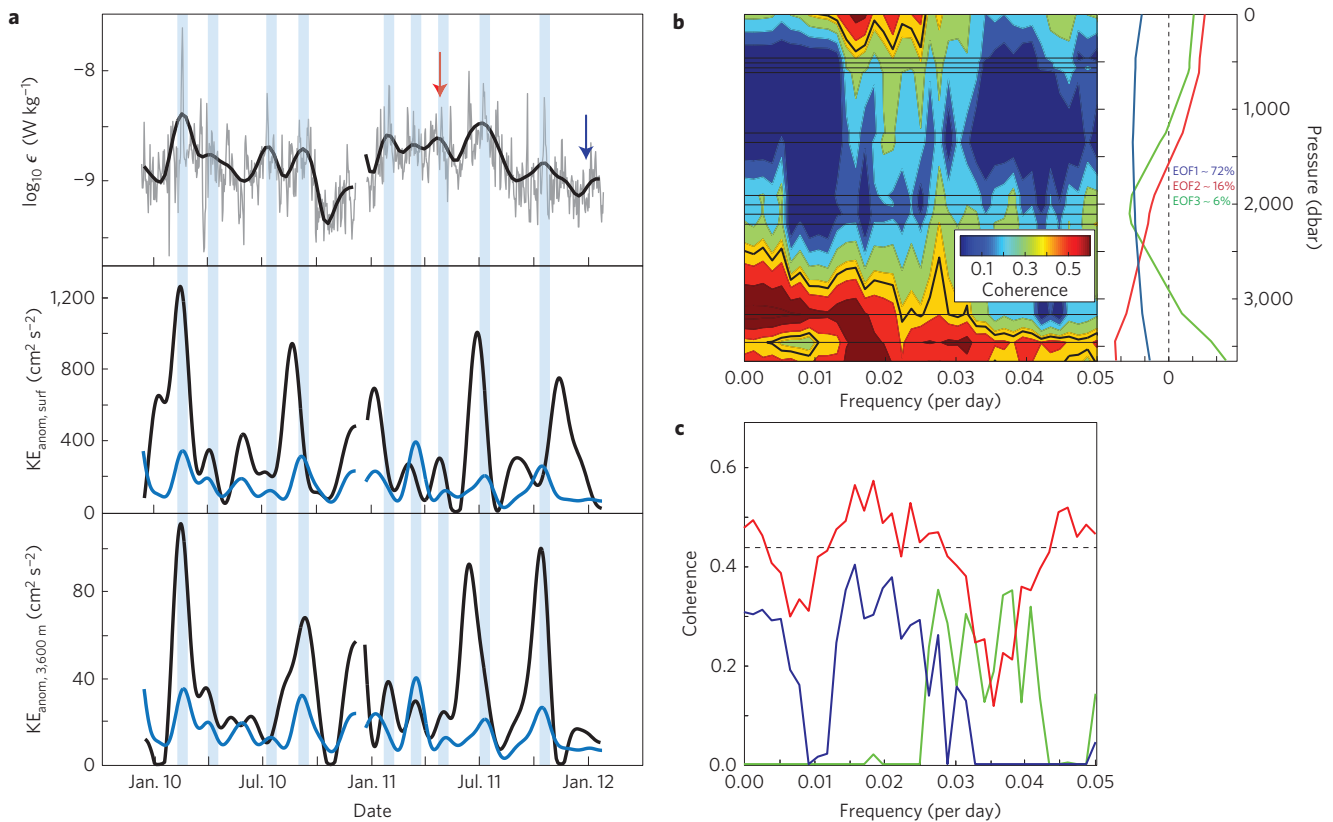 a
log10 ϵ (W kg−1)
−8
−9
KEanom, surf (cm2 s−2)
1,200
800
400
0
KEanom, 3,600 m (cm2 s−2)
80
40
0
Jan. 10
Jul. 10
Jan. 11
Jul. 11
Jan. 12
Date
b
0.1
0.3
0.5
Coherence
0.00
0.01
0.02
0.03
0.04
0.05
Frequency (per day)
EOF1 ~ 72%
EOF2 ~ 16%
EOF3 ~ 6%
0
0
1,000
2,000
3,000
Pressure (dbar)
c
Coherence
0.6
0.4
0.2
0.0
0.00
0.01
0.02
0.03
0.04
0.05
Frequency (per day)